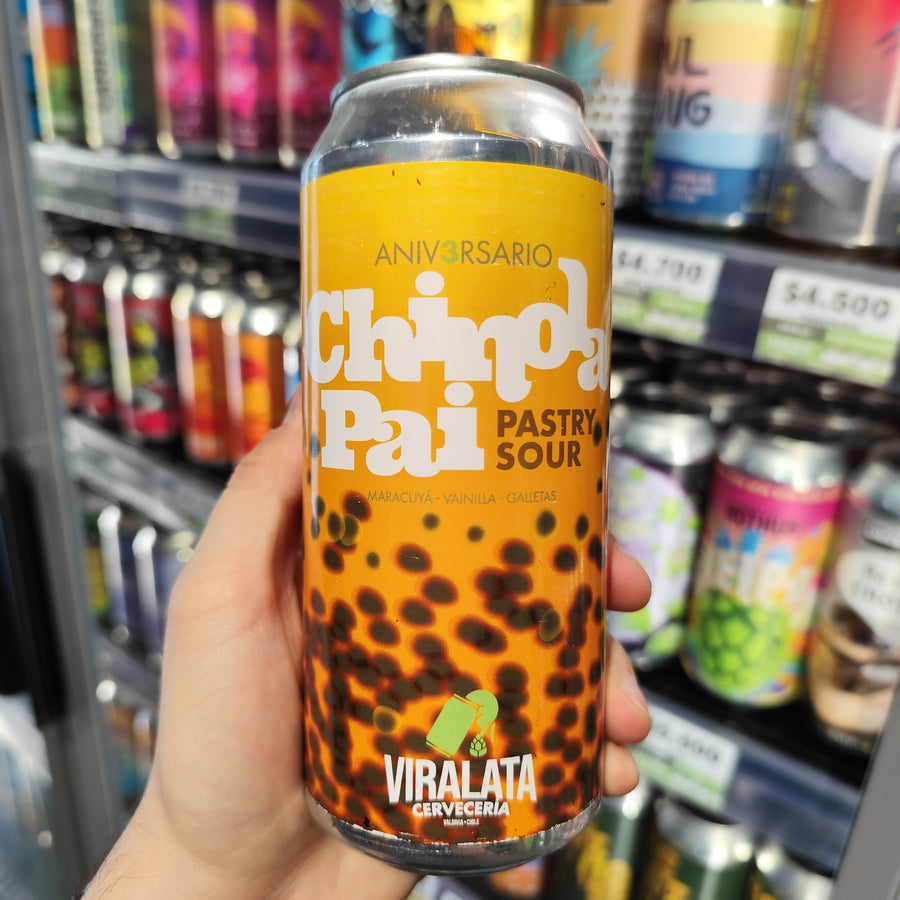 ANIV3RSARIO
Chinola
Pai
PASTRY
SOUR
MARACUYÁ · VAINILLA · GALLETAS
VIRALATA
CERVECERÍA
VALDIVIA • CHILE
$4.700
$4.500